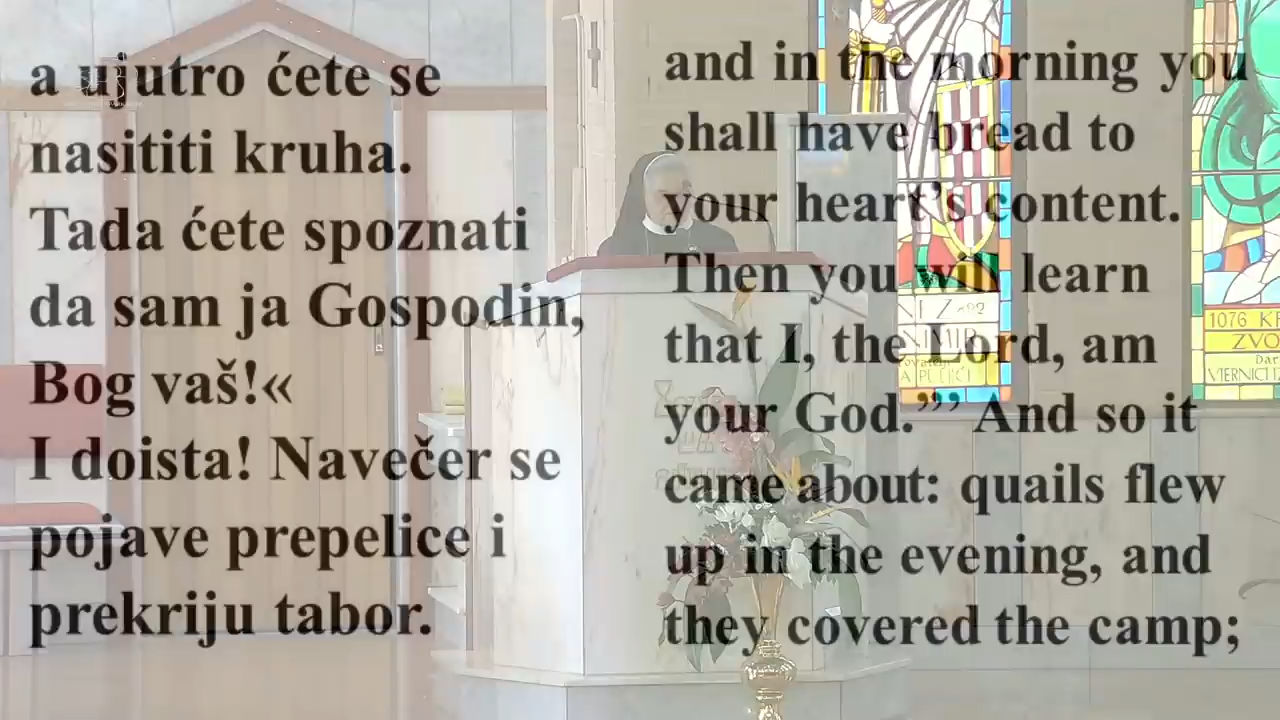 a ujutro ćete se
nasititi kruha.
Tada ćete spoznati
da sam ja Gospodin,
Bog vaš!«
I doista! Navečer se
pojave prepelice i
prekriju tabor.
and in the morning you
shall have bread to
your heart’s content.
Then you will learn
that I, the Lord, am
your God.’” And so it
came about: quails flew
up in the evening, and
they covered the camp;
1076
ZVO